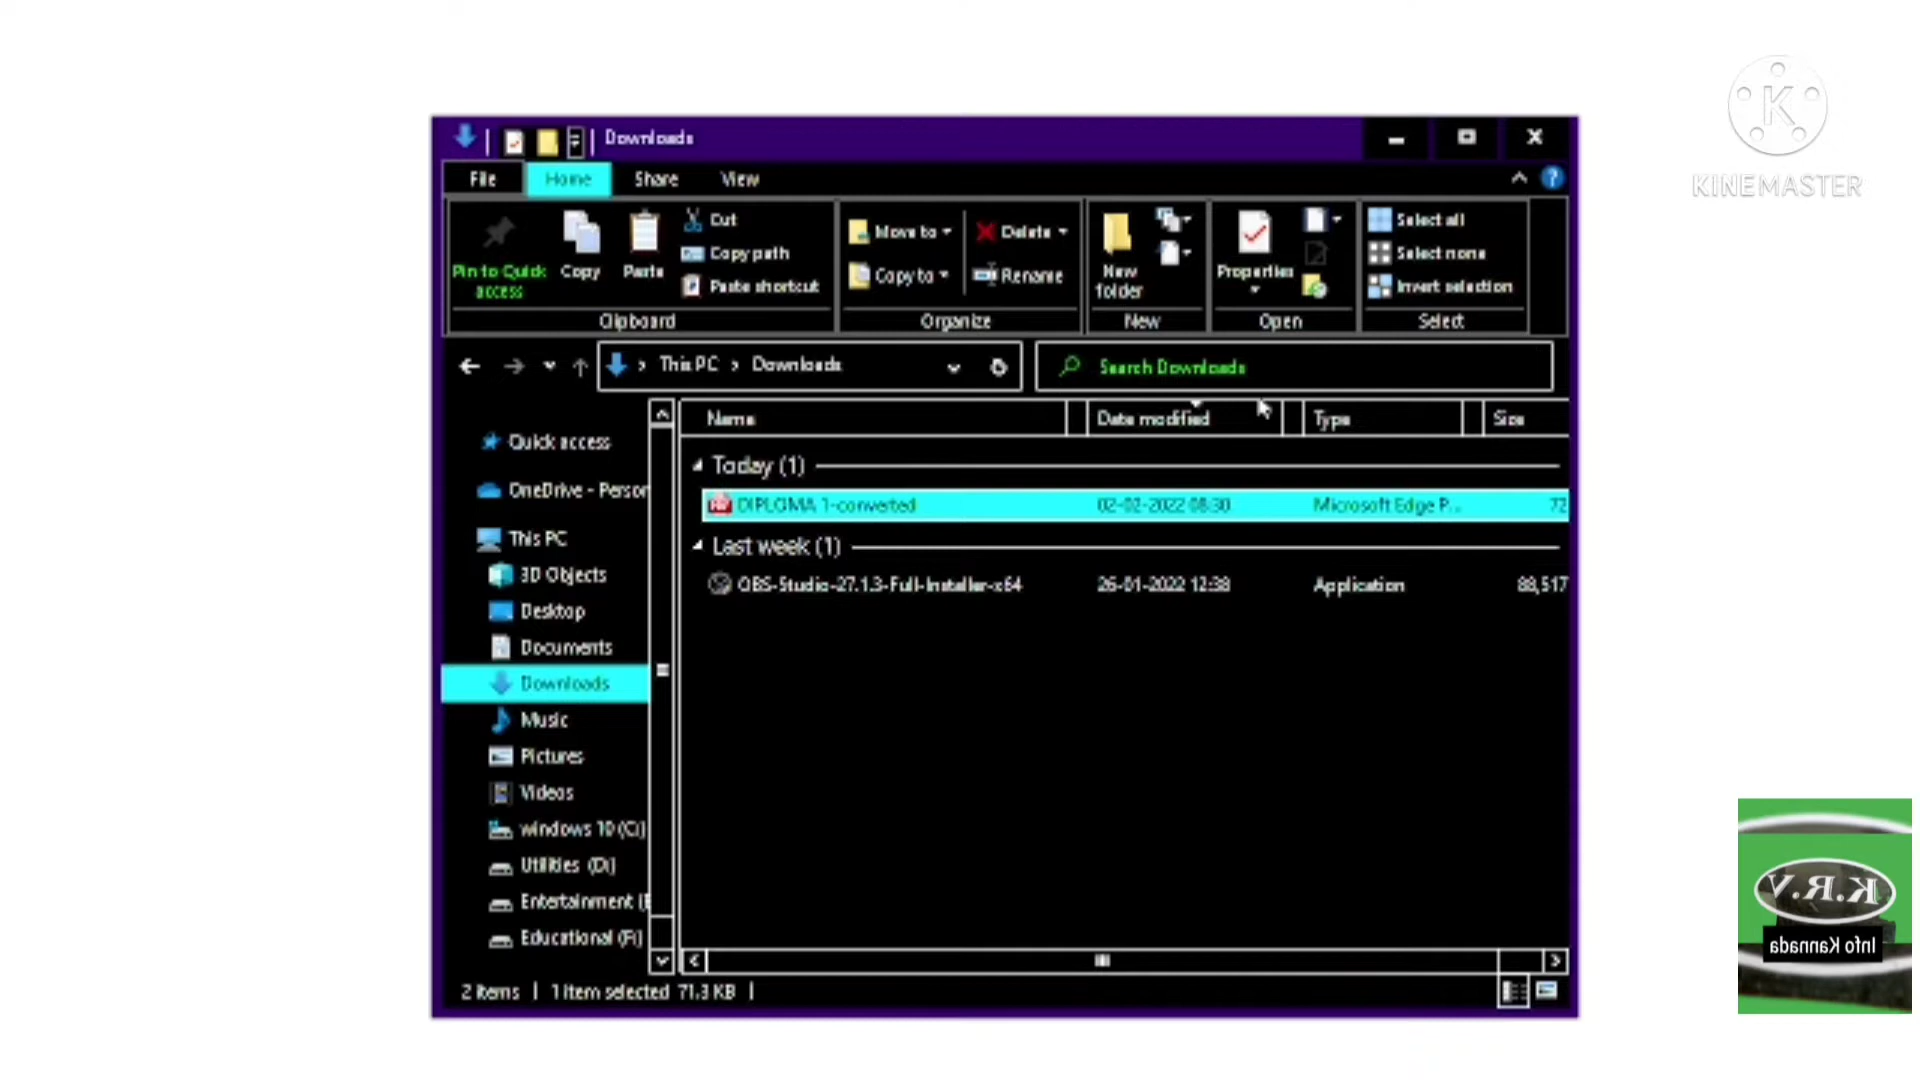 KINEMASTER
Downloads
File Home Share View
Pin to Quick access
Copy
Paste
Cut
Copy path
Paste shortcut
Clipboard
Move to
Copy to
Delete
Rename
Organize
New folder
New
Properties
Open
Select all
Select none
Invert selection
Select
This PC > Downloads
Search Downloads
Name Date modified Type Size
Quick access
OneDrive - Person
This PC
3D Objects
Desktop
Documents
Downloads
Music
Pictures
Videos
windows 10 (C:)
Utilities (D:)
Entertainment (E
Educational (F:)
Today (1)
DIPLOMA 1-converted 02-02-2022 08:30 Microsoft Edge P... 72
Last week (1)
OBS-Studio-27.1.3-Full-Installer-x64 26-01-2022 12:38 Application 88,517
2 items 1 item selected 71.3 KB
K.R.V
Info Kannada